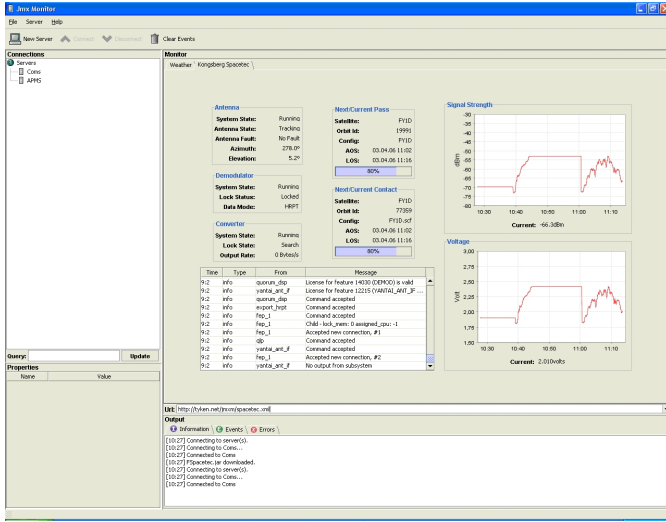 Jmx Monitor
File Server Help
New Server Connect Disconnect Clear Events
Connections
Servers
Coms
APMS
Query: Update
Properties
Name Value
Monitor
Weather Kongsberg Spacetec
Antenna
System State: Running
Antenna State: Tracking
Antenna Fault: No Fault
Azimuth: 278.0º
Elevation: 5.2º
Demodulator
System State: Running
Lock Status: Locked
Data Mode: HRPT
Converter
System State: Running
Lock State: Search
Output Rate: 0 Bytes/s
Next/Current Pass
Satellite: FY1D
Orbit Id: 19991
Config: FY1D
AOS: 03.04.06 11:02
LOS: 03.04.06 11:16
80%
Next/Current Contact
Satellite: FY1D
Orbit Id: 77359
Config: FY1D.scf
AOS: 03.04.06 11:02
LOS: 03.04.06 11:16
80%
Signal Strength
-30
-35
-40
-45
-50
-55
-60
-65
-70
-75
-80
dBm
10:30 10:40 10:50 11:00 11:10
Current: -66.3dBm
Voltage
3,00
2,75
2,50
2,25
2,00
1,75
1,50
Volt
10:30 10:40 10:50 11:00 11:10
Current: 2.010volts
Time Type From Message
9:2 info quorum_dsp License for feature 14030 (DEMOD) is valid
9:2 info yantai_ant_if License for feature 12215 (YANTAI_ANT_IF ...
9:2 info quorum_dsp Command accepted
9:2 info export_hrpt Command accepted
9:2 info fep_1 Command accepted
9:2 info fep_1 Child - lock_mem: 0 assigned_cpu: -1
9:2 info fep_1 Accepted new connection, #1
9:2 info qlp Command accepted
9:2 info yantai_ant_if Command accepted
9:2 info fep_1 Accepted new connection, #2
9:2 info yantai_ant_if No output from subsystem
Url: http://tyken.net/jmxm/spacetec.xml
Output
Information Events Errors
[10:27] Connecting to server(s).
[10:27] Connecting to Coms...
[10:27] Connected to Coms
[10:27] FSpacetec.jar downloaded.
[10:27] Connecting to server(s).
[10:27] Connecting to Coms...
[10:27] Connected to Coms